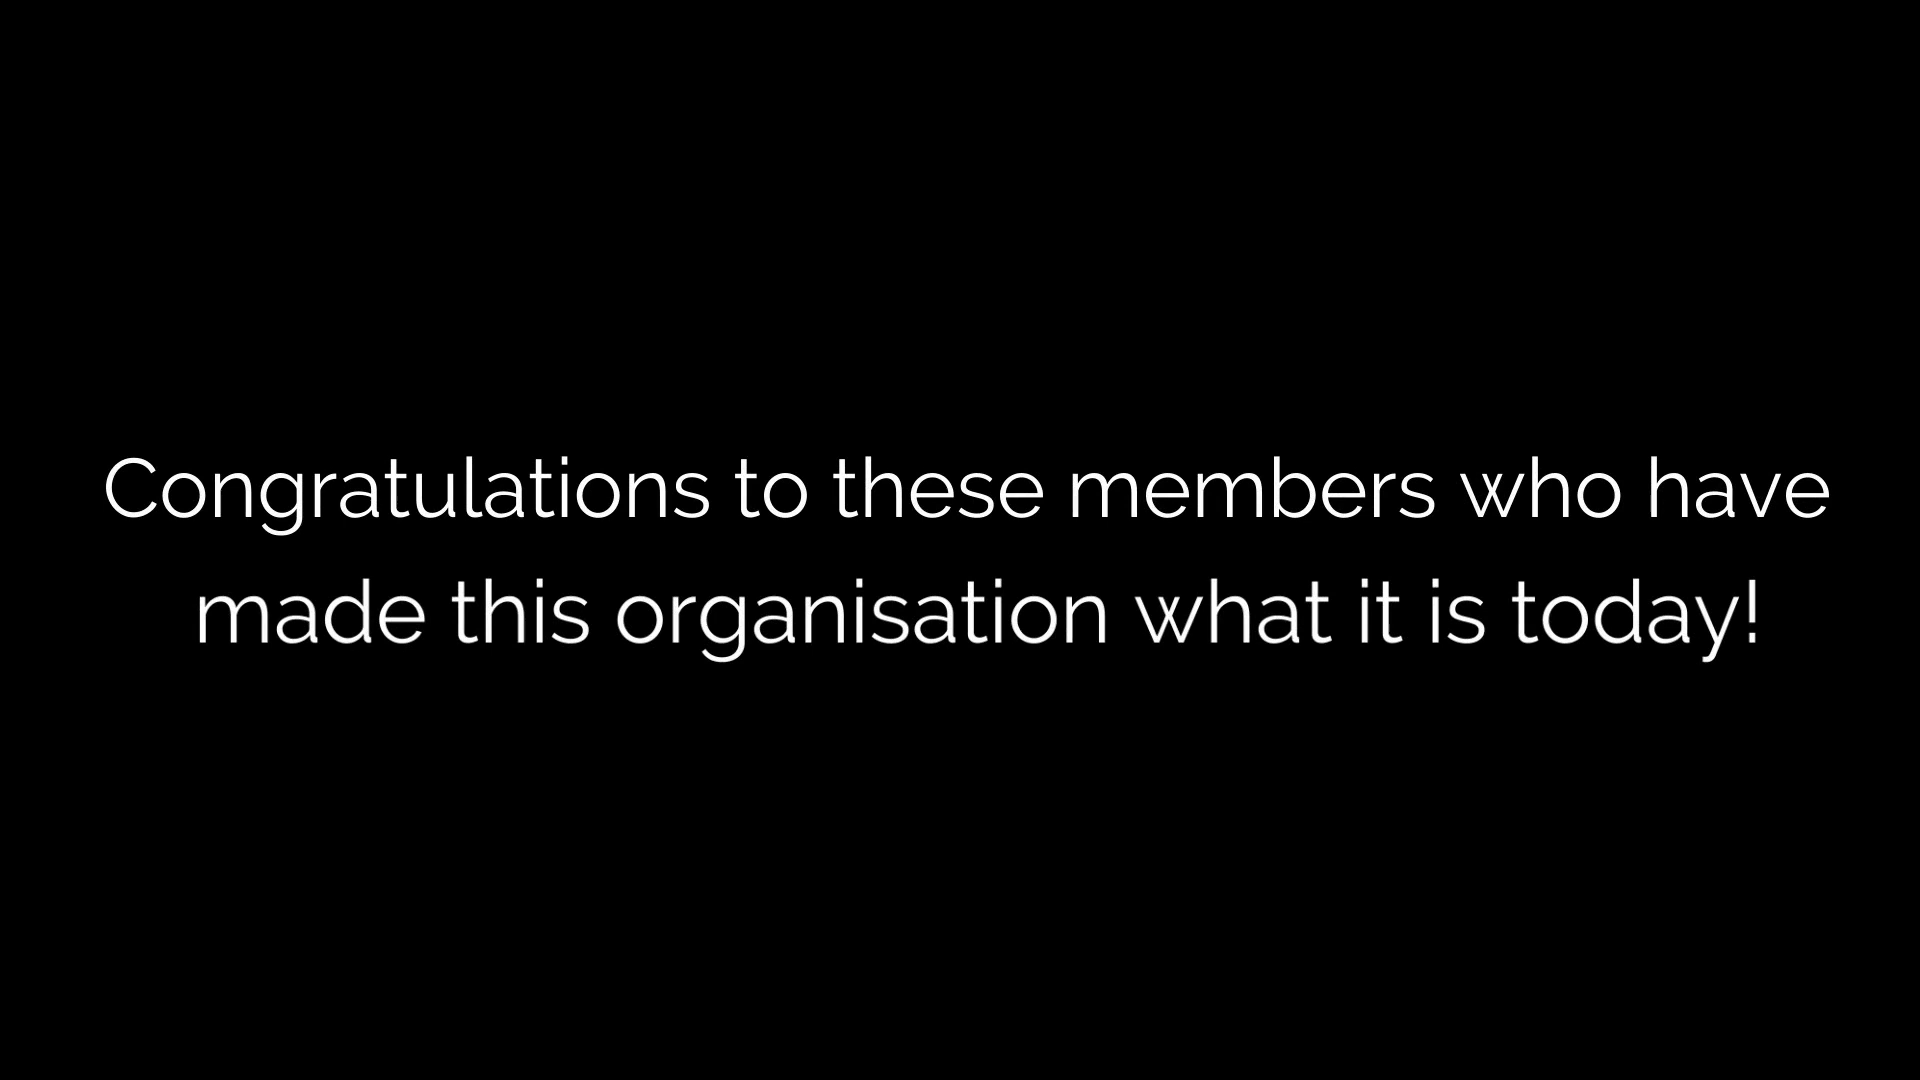 Congratulations to these members who have
made this organisation what it is today!